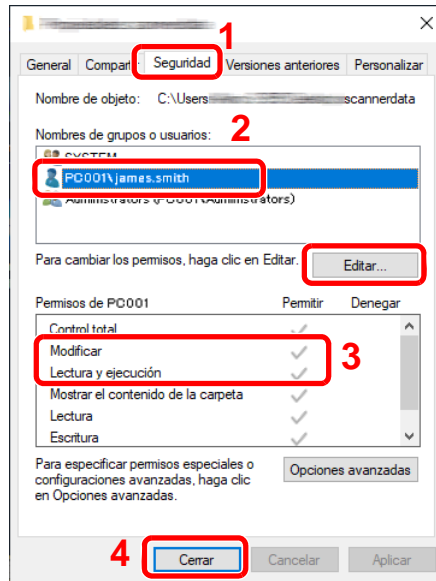 1
General Compartir Seguridad Versiones anteriores Personalizar
Nombre de objeto: C:\Users scannerdata
Nombres de grupos o usuarios:
2
SYSTEM
PC001\james.smith
Administrators (PC001\Administrators)
Para cambiar los permisos, haga clic en Editar.
Editar...
Permisos de PC001 Permitir Denegar
Control total
Modificar
3
Lectura y ejecución
Mostrar el contenido de la carpeta
Lectura
Escritura
Para especificar permisos especiales o
configuraciones avanzadas, haga clic
en Opciones avanzadas.
Opciones avanzadas
4
Cerrar Cancelar Aplicar